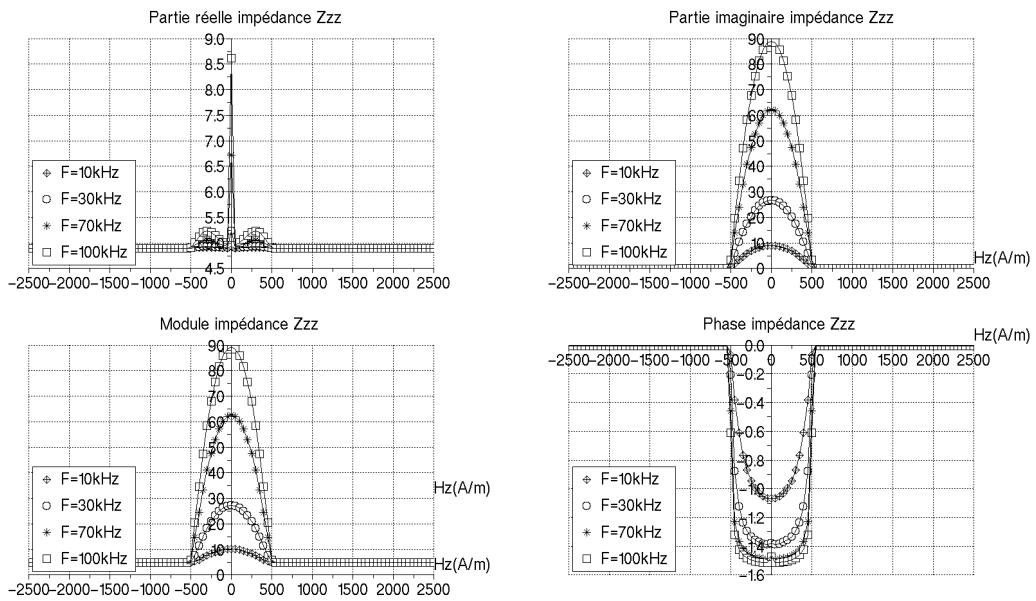 Partie réelle impédance Zzz
9.0
8.5
8.0
7.5
7.0
6.5
6.0
5.5
5.0
4.5
F=10kHz
F=30kHz
F=70kHz
F=100kHz
−2500 −2000 −1500 −1000 −500 0 500 1000 1500 2000 2500
Partie imaginaire impédance Zzz
90
80
70
60
50
40
30
20
10
0
F=10kHz
F=30kHz
F=70kHz
F=100kHz
Hz(A/m)
−2500 −2000 −1500 −1000 −500 0 500 1000 1500 2000 2500
Module impédance Zzz
90
80
70
60
50
40
30
20
10
0
F=10kHz
F=30kHz
F=70kHz
F=100kHz
Hz(A/m)
Hz(A/m)
−2500 −2000 −1500 −1000 −500 0 500 1000 1500 2000 2500
Phase impédance Zzz
Hz(A/m)
0.0
−2500 −2000 −1500 −1000 −500 0 500 1000 1500 2000 2500
−0.2
−0.4
−0.6
−0.8
−1.0
−1.2
−1.4
−1.6
F=10kHz
F=30kHz
F=70kHz
F=100kHz